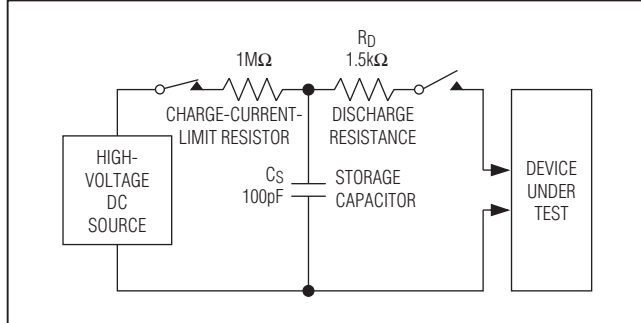 1MΩ
CHARGE-CURRENT-
LIMIT RESISTOR
RD
1.5kΩ
DISCHARGE
RESISTANCE
HIGH-
VOLTAGE
DC
SOURCE
CS
100pF
STORAGE
CAPACITOR
DEVICE
UNDER
TEST